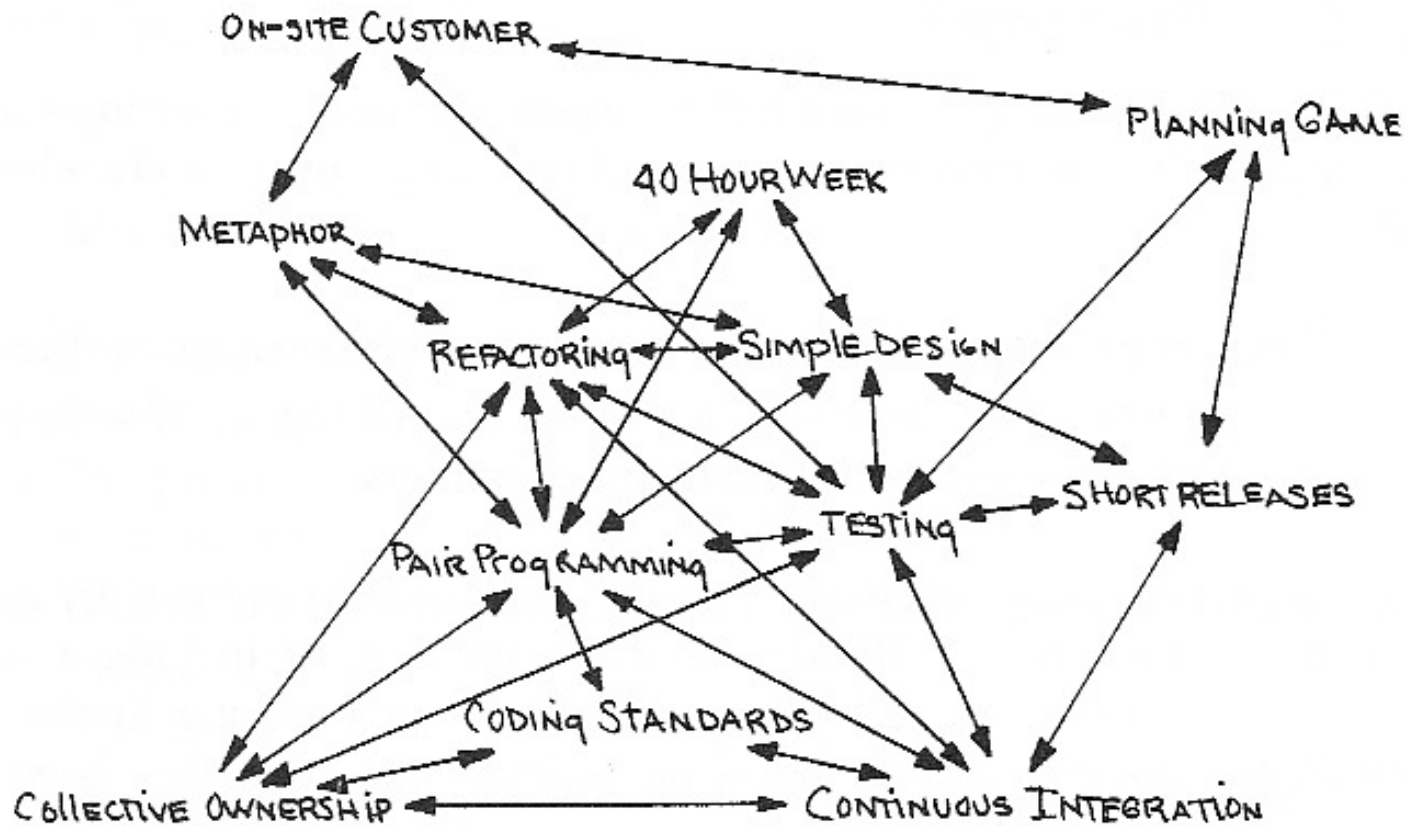 ON-SITE CUSTOMER
PLANNING GAME
40 HOUR WEEK
METAPHOR
REFACTORING
SIMPLE DESIGN
SHORT RELEASES
TESTING
PAIR PROGRAMMING
CODING STANDARDS
COLLECTIVE OWNERSHIP
CONTINUOUS INTEGRATION